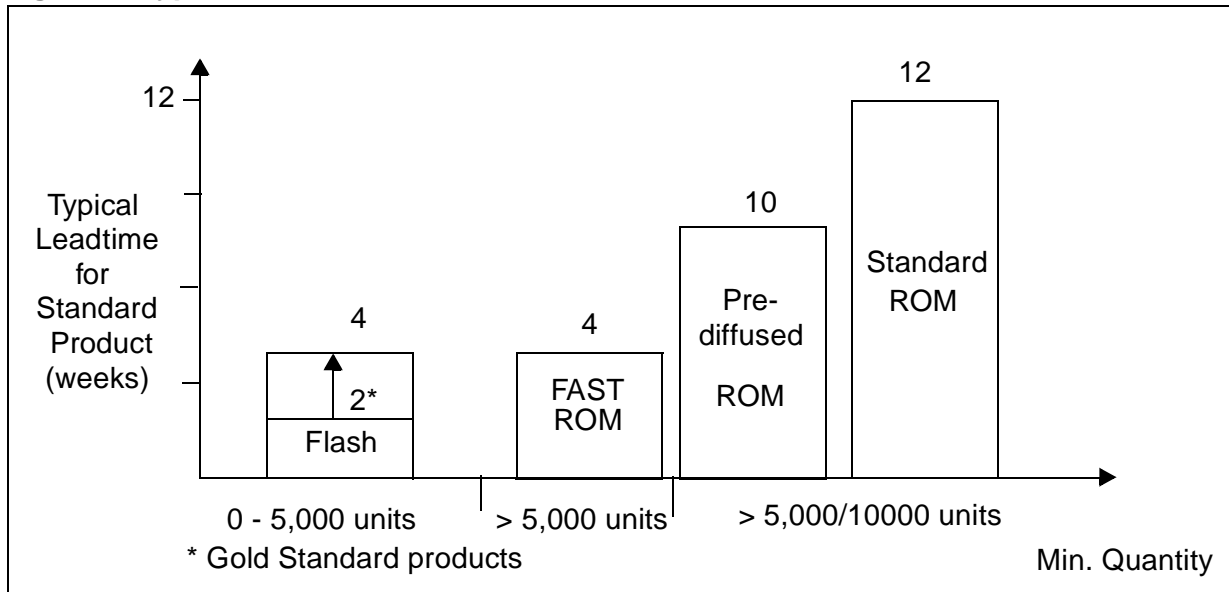 12
Typical
Leadtime
for
Standard
Product
(weeks)
4
2*
Flash
4
FAST
ROM
10
Pre-
diffused
ROM
12
Standard
ROM
0 - 5,000 units
> 5,000 units
> 5,000/10000 units
* Gold Standard products
Min. Quantity